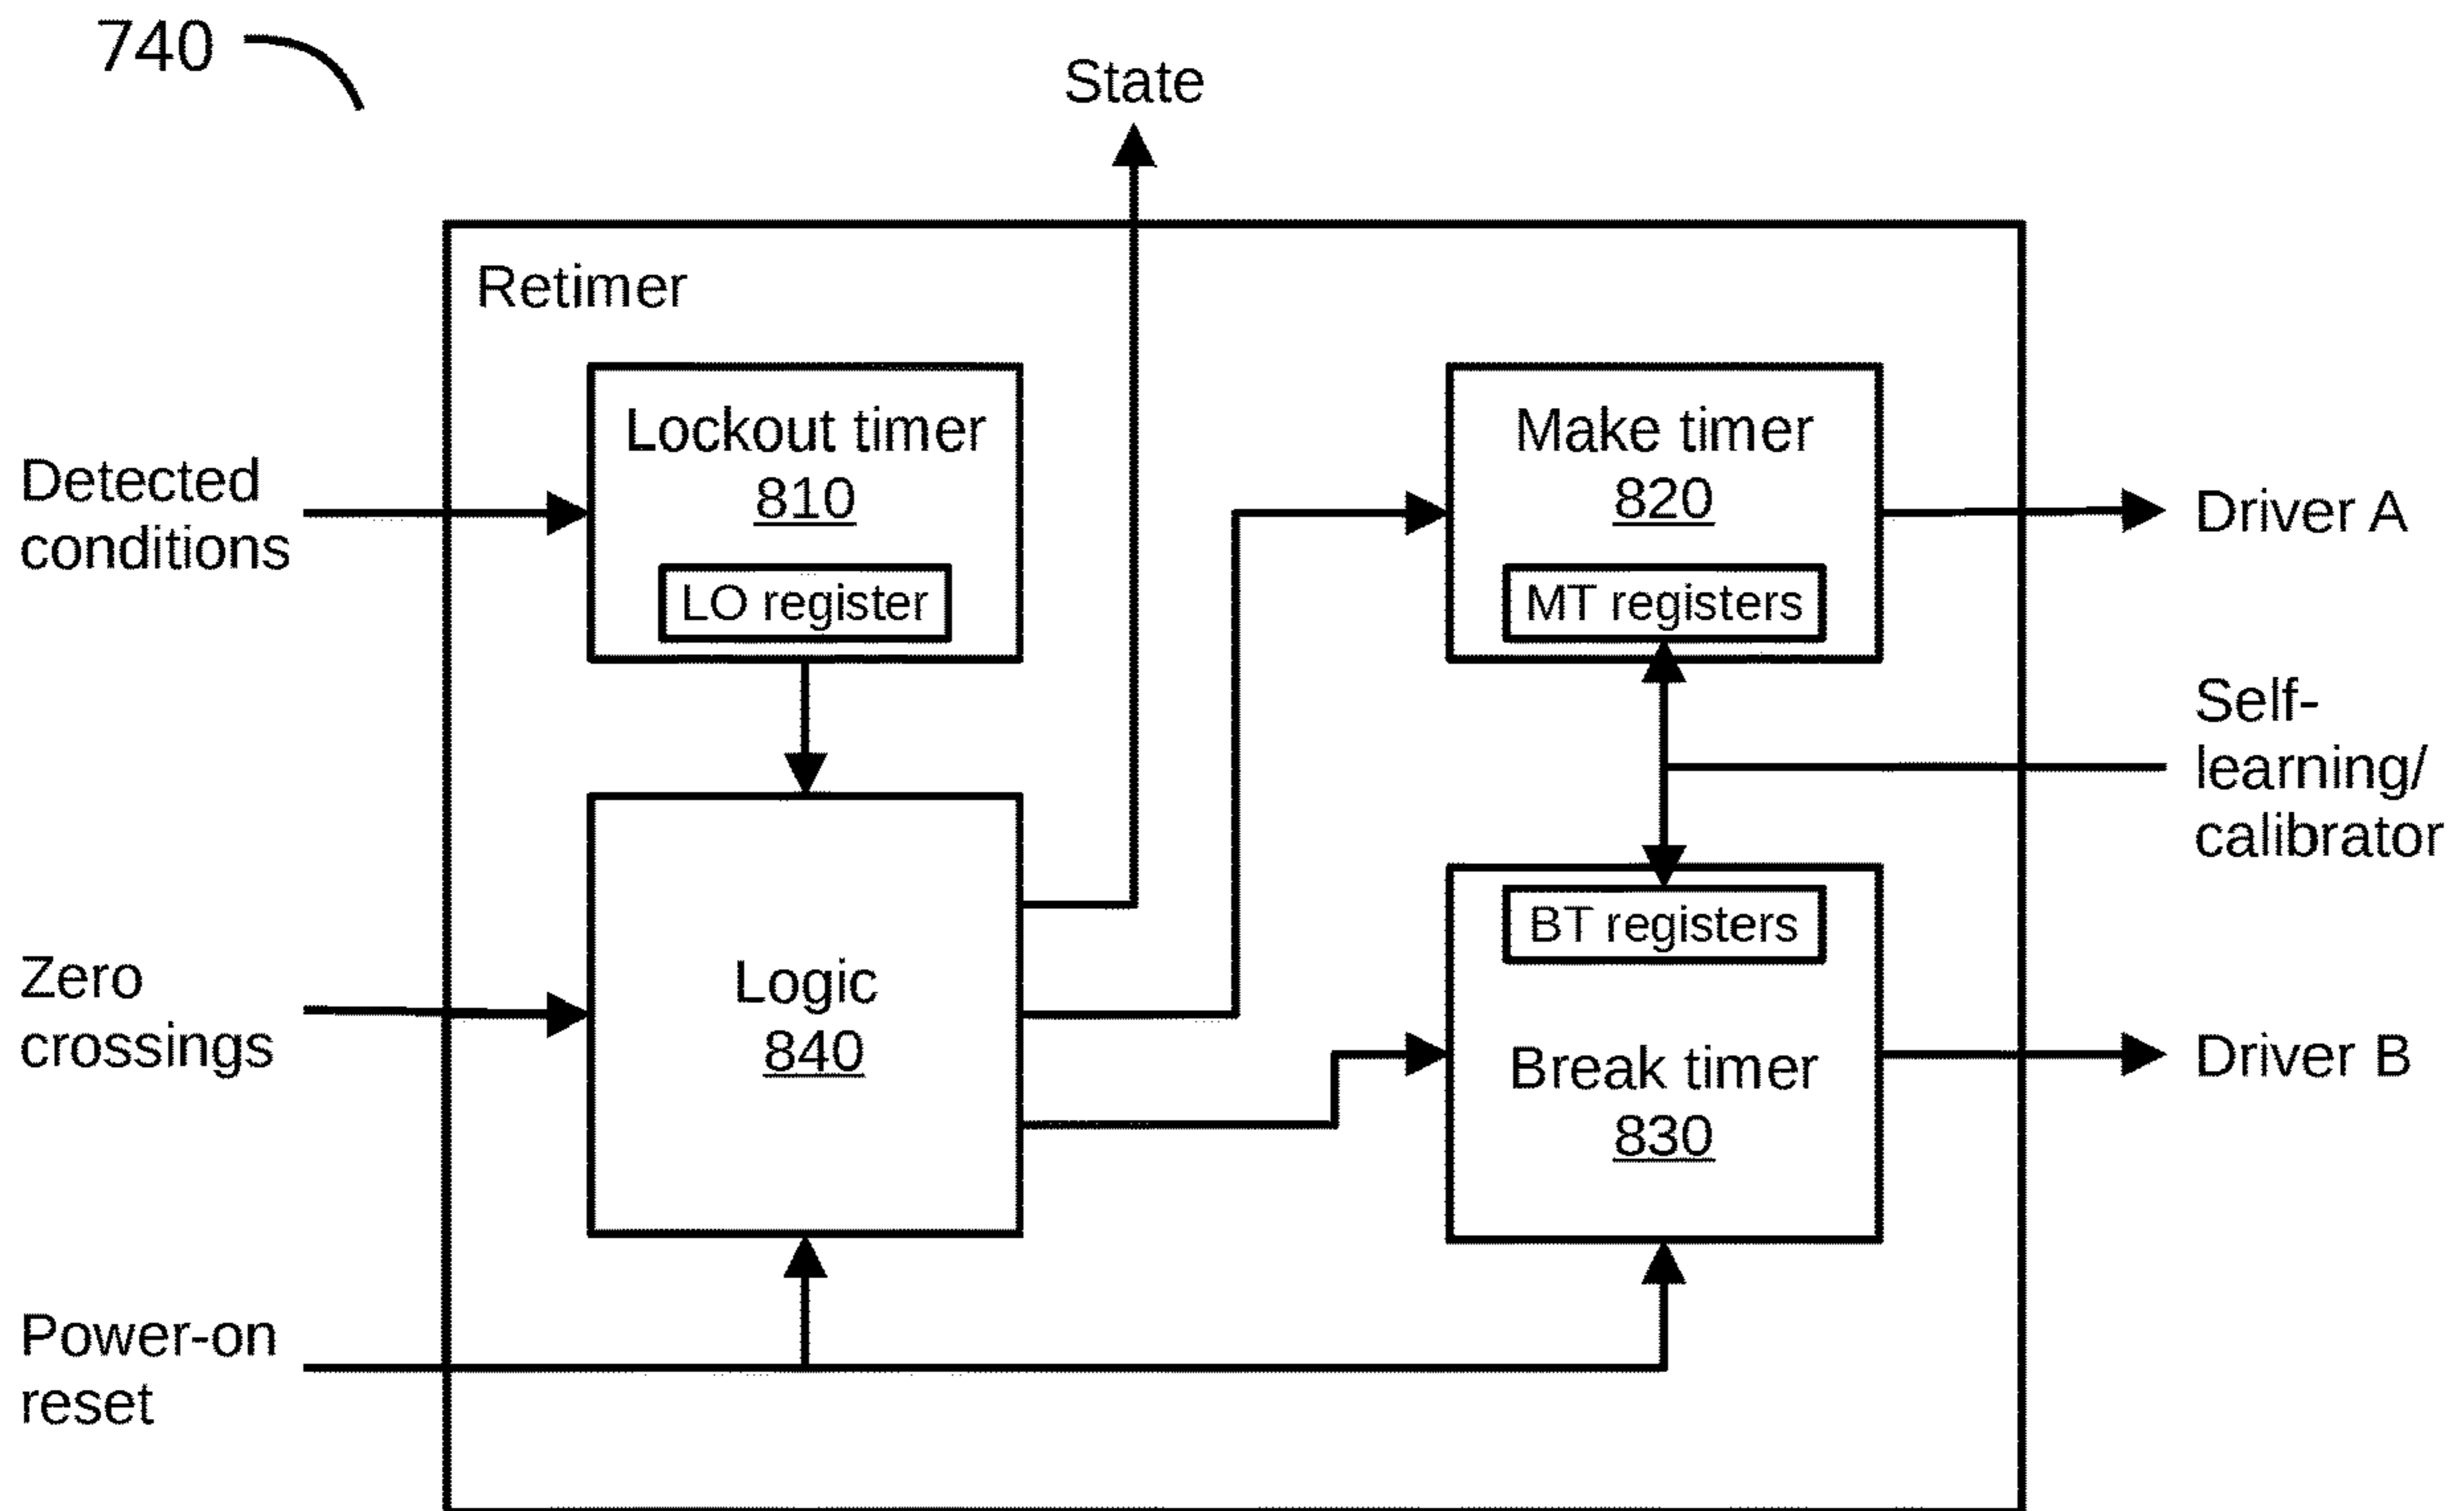 740
State
Retimer
Lockout timer
810
LO register
Make timer
820
MT registers
Detected
conditions
Driver A
Self-
learning/
calibrator
Logic
840
BT registers
Break timer
830
Zero
crossings
Driver B
Power-on
reset